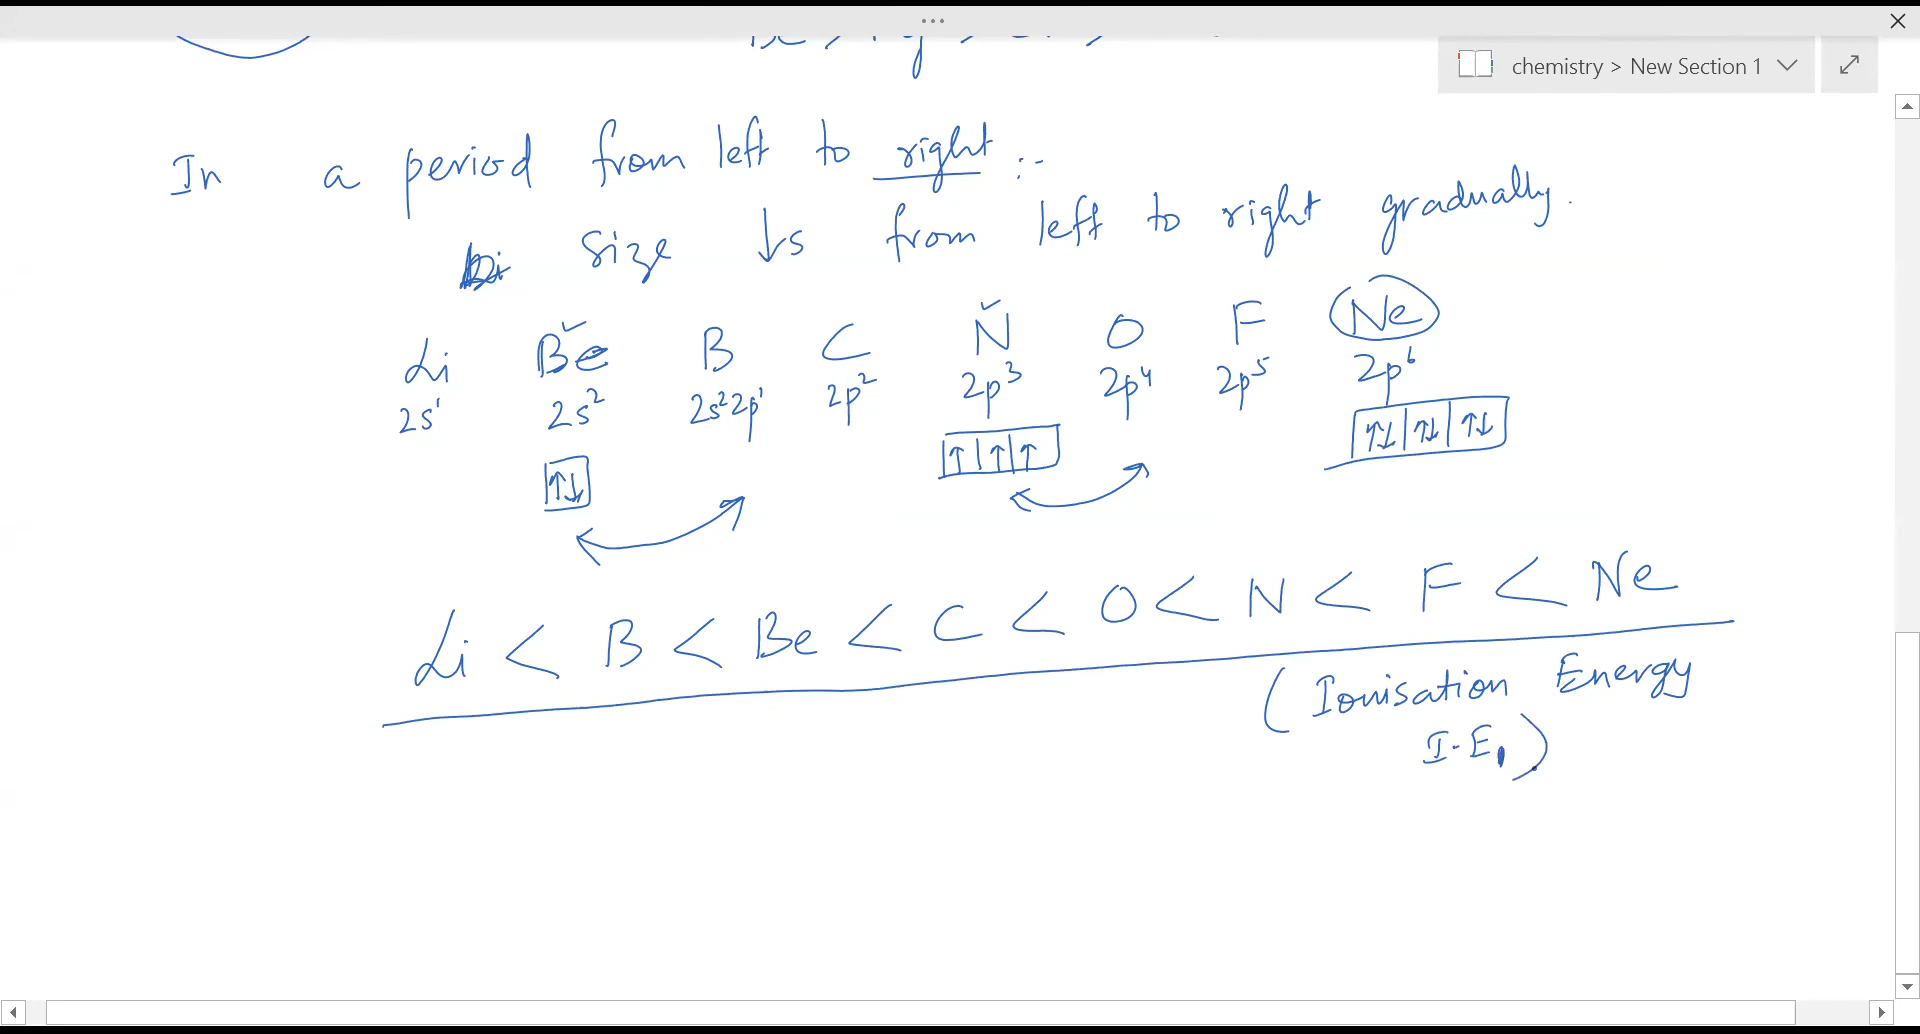 chemistry > New Section 1
In a period from left to right :-
size ↓s from left to right gradually.
Li Be B C N O F Ne
2s¹ 2s² 2s²2p¹ 2p² 2p³ 2p⁴ 2p⁵ 2p⁶
↑↓ ↑ ↑ ↑ ↑↓ ↑↓ ↑↓
Li < B < Be < C < O < N < F < Ne
(Ionisation Energy
I.E₁)